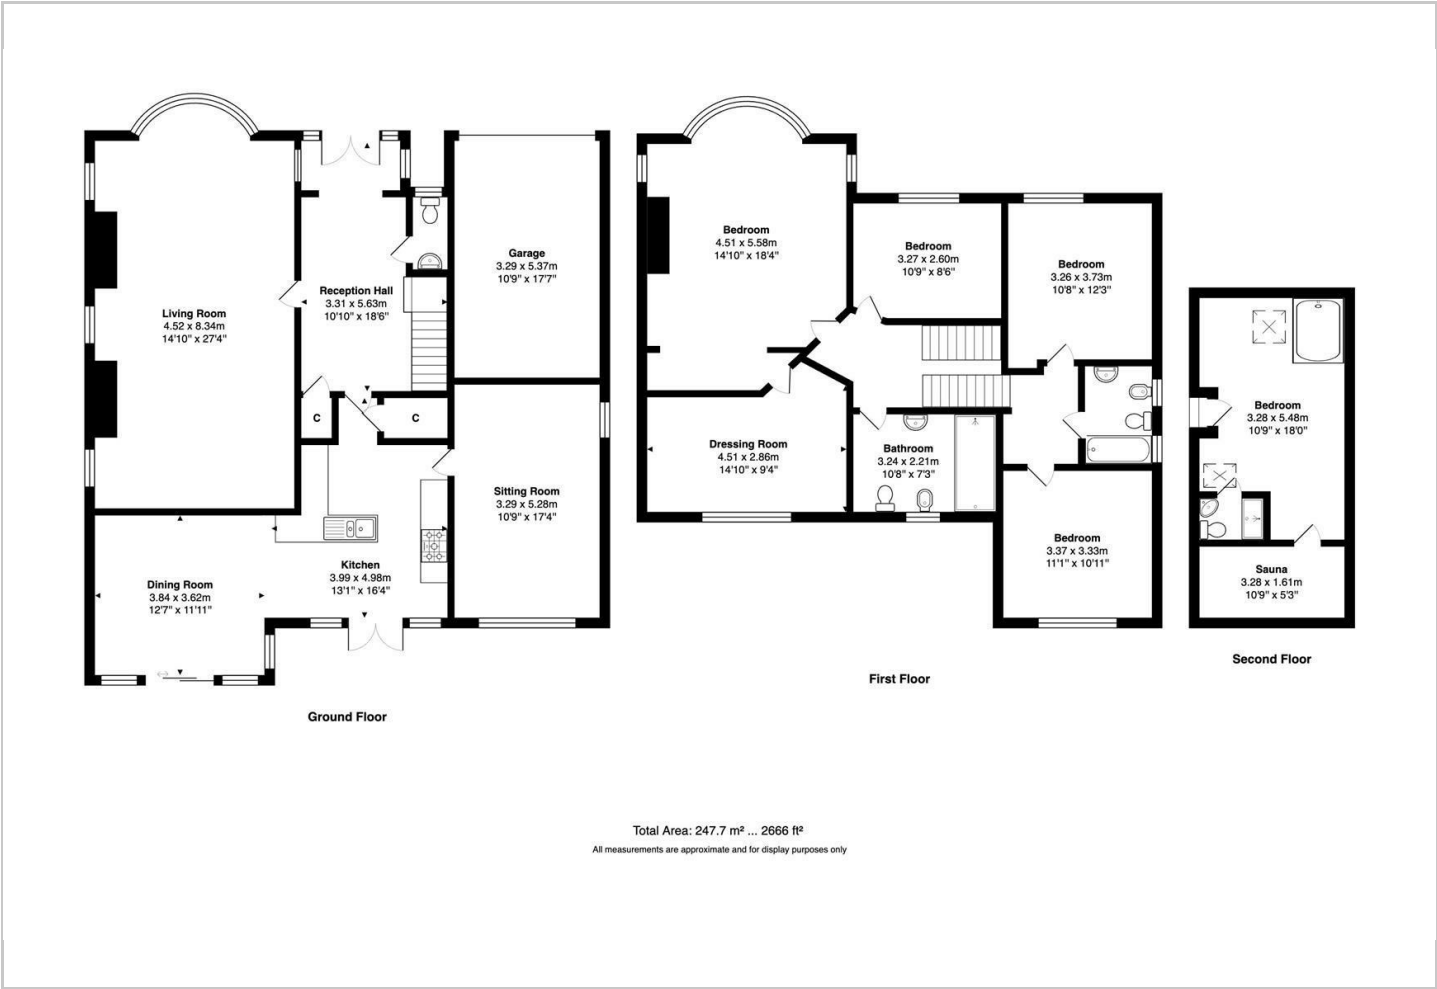 Living Room
4.52 x 8.34m
14'10" x 27'4"
Reception Hall
3.31 x 5.63m
10'10" x 18'6"
Garage
3.29 x 5.37m
10'9" x 17'7"
C
C
Sitting Room
3.29 x 5.28m
10'9" x 17'4"
Kitchen
3.99 x 4.98m
13'1" x 16'4"
Dining Room
3.84 x 3.62m
12'7" x 11'11"
Ground Floor
Bedroom
4.51 x 5.58m
14'10" x 18'4"
Bedroom
3.27 x 2.60m
10'9" x 8'6"
Bedroom
3.26 x 3.73m
10'8" x 12'3"
Dressing Room
4.51 x 2.86m
14'10" x 9'4"
Bathroom
3.24 x 2.21m
10'8" x 7'3"
Bedroom
3.37 x 3.33m
11'1" x 10'11"
First Floor
Bedroom
3.28 x 5.48m
10'9" x 18'0"
Sauna
3.28 x 1.61m
10'9" x 5'3"
Second Floor
Total Area: 247.7 m² ... 2666 ft²
All measurements are approximate and for display purposes only